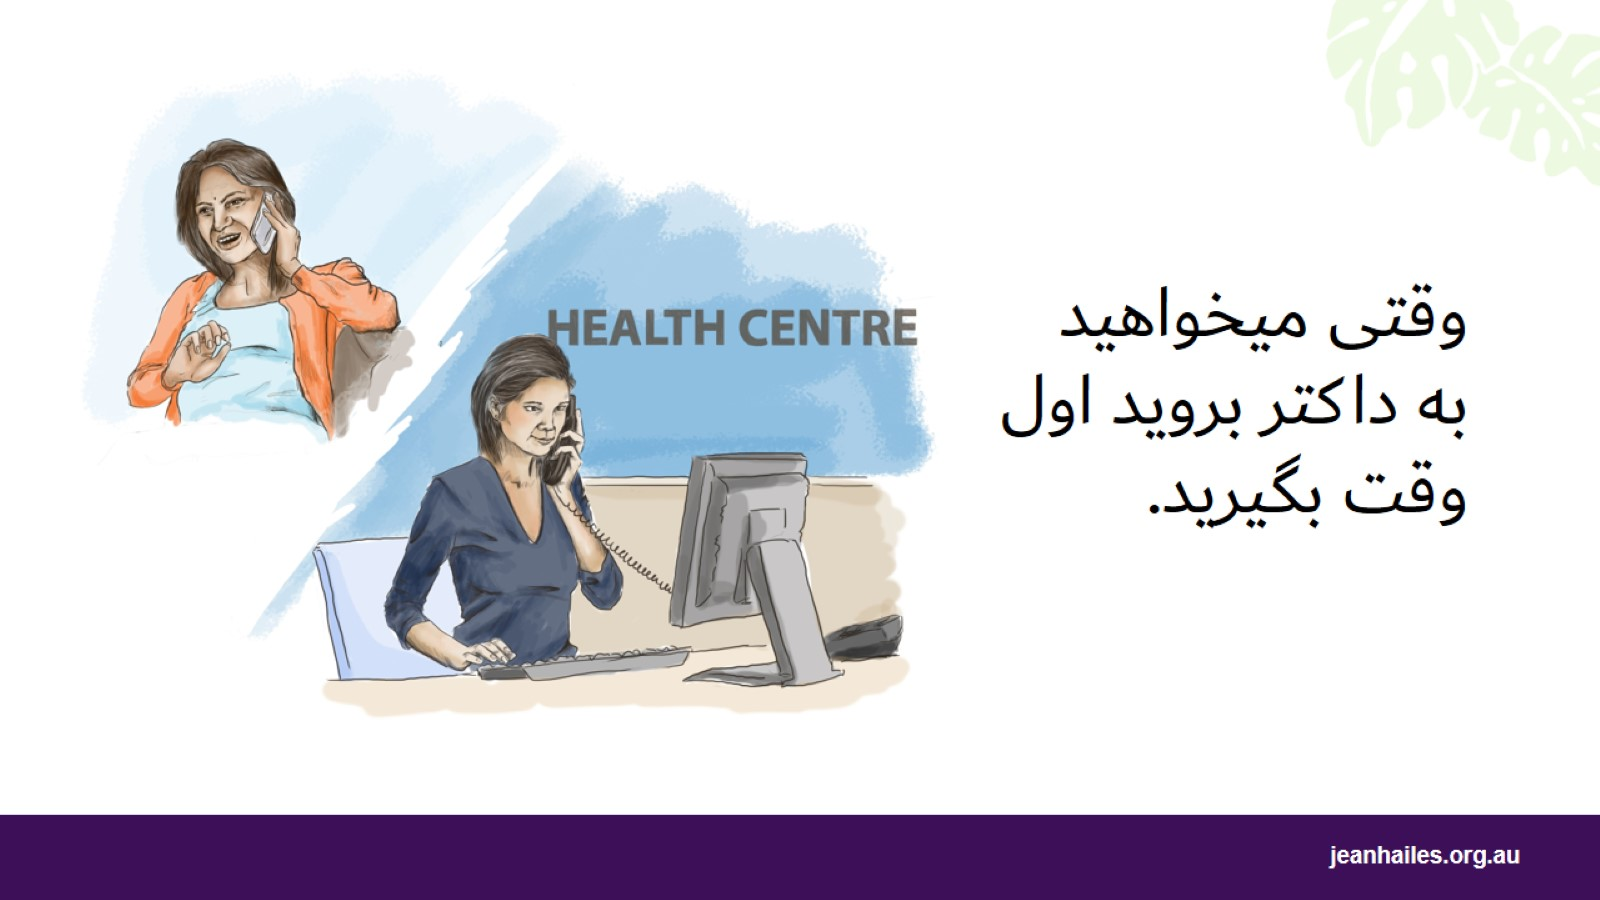 HEALTH CENTRE
وقتی میخواهید
به داکتر بروید اول
وقت بگیرید.
jeanhailes.org.au